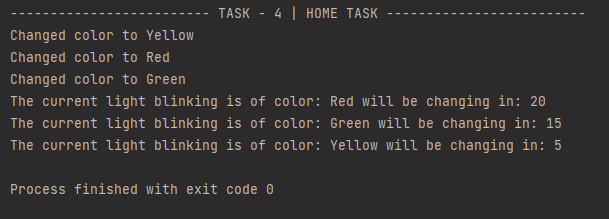 ------------------------- TASK - 4 | HOME TASK -------------------------
Changed color to Yellow
Changed color to Red
Changed color to Green
The current light blinking is of color: Red will be changing in: 20
The current light blinking is of color: Green will be changing in: 15
The current light blinking is of color: Yellow will be changing in: 5
Process finished with exit code 0